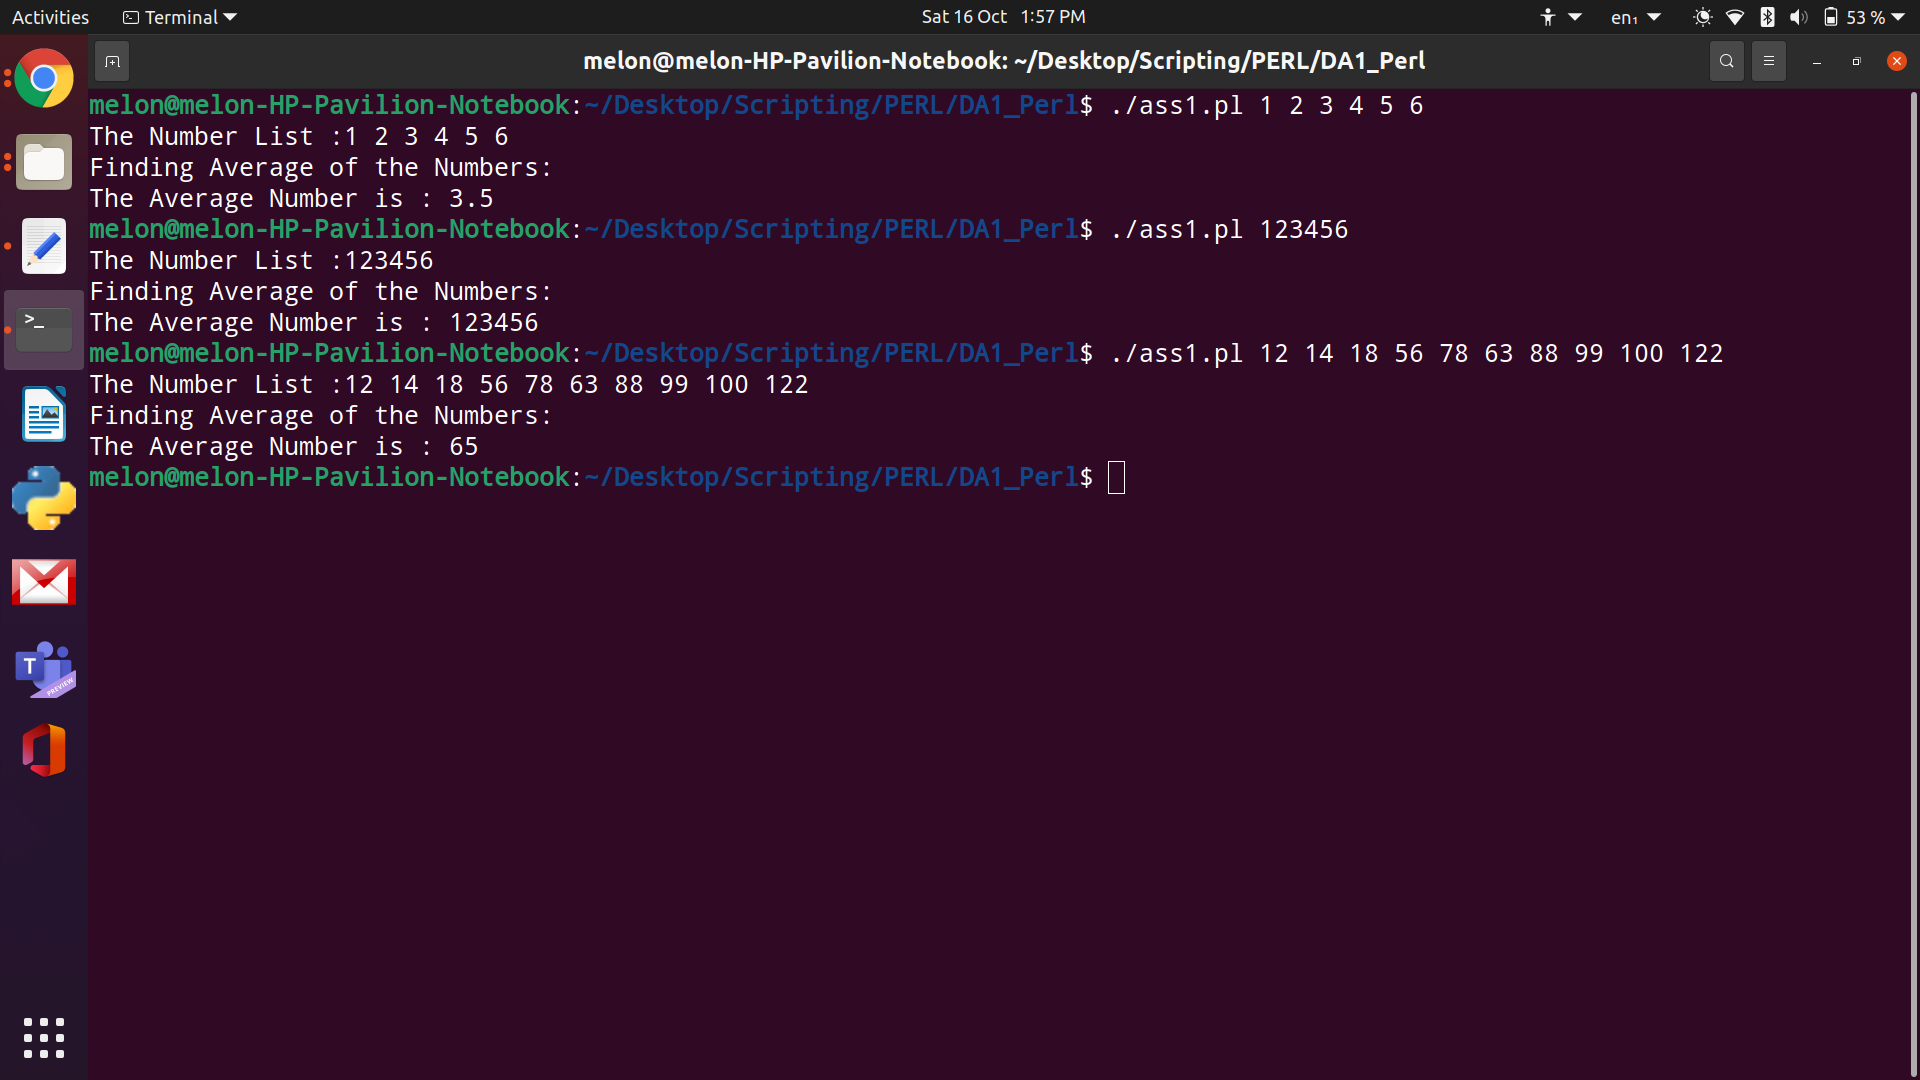 Activities Terminal Sat 16 Oct 1:57 PM en₁ 53 %
melon@melon-HP-Pavilion-Notebook: ~/Desktop/Scripting/PERL/DA1_Perl
melon@melon-HP-Pavilion-Notebook:~/Desktop/Scripting/PERL/DA1_Perl$ ./ass1.pl 1 2 3 4 5 6
The Number List :1 2 3 4 5 6
Finding Average of the Numbers:
The Average Number is : 3.5
melon@melon-HP-Pavilion-Notebook:~/Desktop/Scripting/PERL/DA1_Perl$ ./ass1.pl 123456
The Number List :123456
Finding Average of the Numbers:
The Average Number is : 123456
melon@melon-HP-Pavilion-Notebook:~/Desktop/Scripting/PERL/DA1_Perl$ ./ass1.pl 12 14 18 56 78 63 88 99 100 122
The Number List :12 14 18 56 78 63 88 99 100 122
Finding Average of the Numbers:
The Average Number is : 65
melon@melon-HP-Pavilion-Notebook:~/Desktop/Scripting/PERL/DA1_Perl$
>_
T
PREVIEW